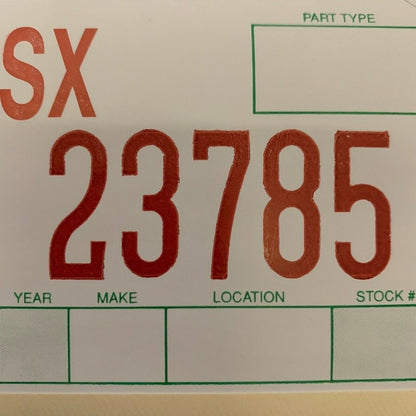 PART TYPE
SX
23785
YEAR MAKE LOCATION STOCK #